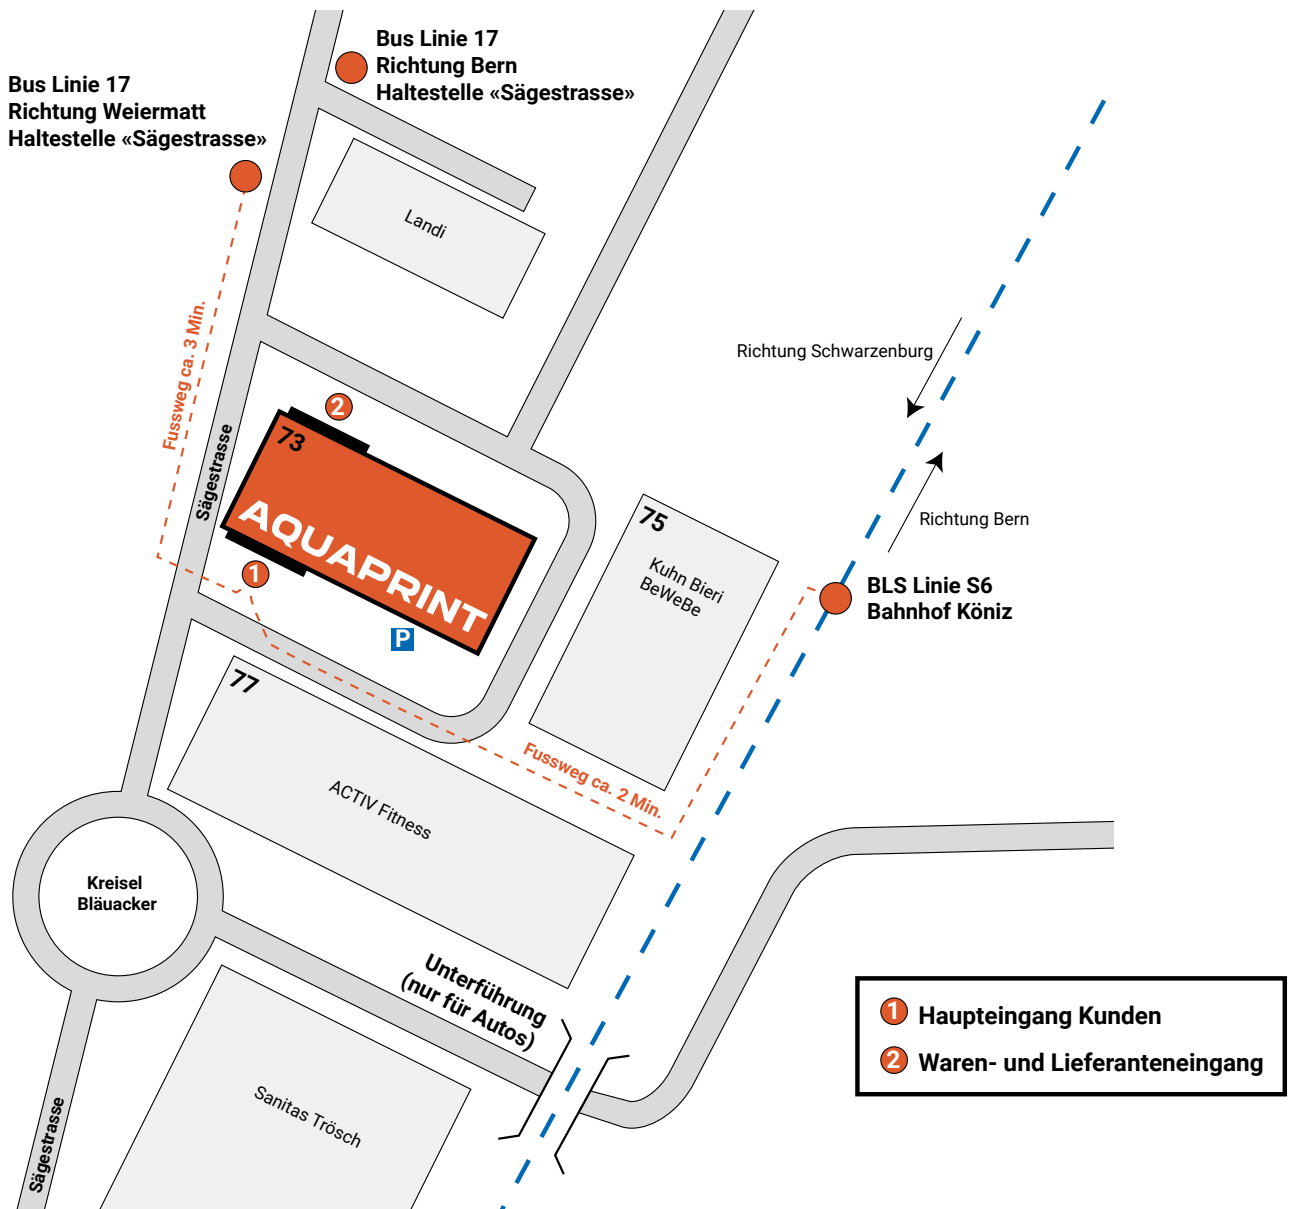 Bus Linie 17
Richtung Bern
Haltestelle «Sägestrasse»
Bus Linie 17
Richtung Weiermatt
Haltestelle «Sägestrasse»
Landi
Fussweg ca. 3 Min.
Richtung Schwarzenburg
2
73
Sägestrasse
AQUAPRINT
75
Kuhn Bieri
BeWeBe
Richtung Bern
1
BLS Linie S6
Bahnhof Köniz
P
77
Fussweg ca. 2 Min.
ACTIV Fitness
Kreisel
Bläuacker
Unterführung
(nur für Autos)
1 Haupteingang Kunden
2 Waren- und Lieferanteneingang
Sanitas Trösch
Sägestrasse